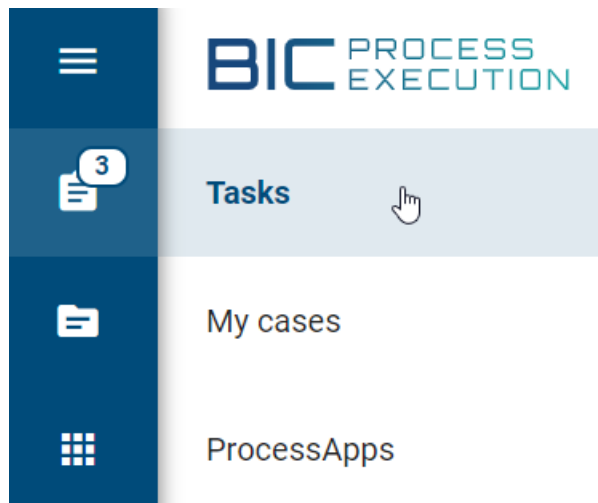 BIC PROCESS
EXECUTION
3
Tasks
My cases
ProcessApps